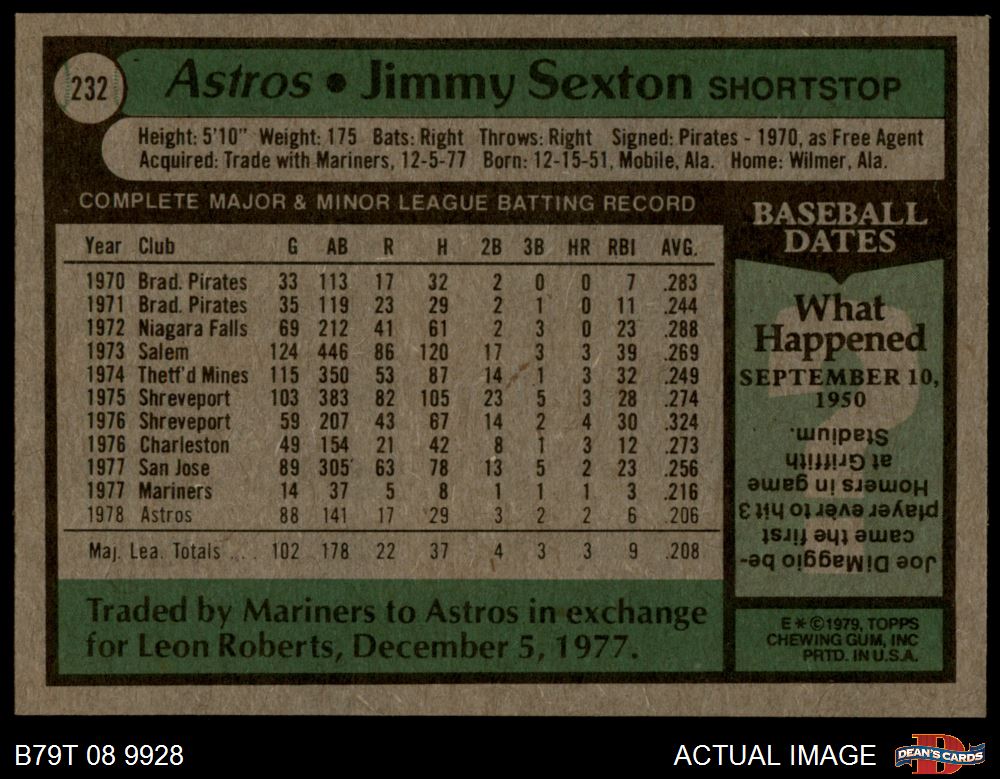 232
Astros • Jimmy Sexton SHORTSTOP
Height: 5'10" Weight: 175 Bats: Right Throws: Right Signed: Pirates - 1970, as Free Agent
Acquired: Trade with Mariners, 12-5-77 Born: 12-15-51, Mobile, Ala. Home: Wilmer, Ala.
COMPLETE MAJOR & MINOR LEAGUE BATTING RECORD
Year Club G AB R H 2B 3B HR RBI AVG.
1970 Brad. Pirates 33 113 17 32 2 0 0 7 .283
1971 Brad. Pirates 35 119 23 29 2 1 0 11 .244
1972 Niagara Falls 69 212 41 61 2 3 0 23 .288
1973 Salem 124 446 86 120 17 3 3 39 .269
1974 Thetf'd Mines 115 350 53 87 14 1 3 32 .249
1975 Shreveport 103 383 82 105 23 5 3 28 .274
1976 Shreveport 59 207 43 67 14 2 4 30 .324
1976 Charleston 49 154 21 42 8 1 3 12 .273
1977 San Jose 89 305 63 78 13 5 2 23 .256
1977 Mariners 14 37 5 8 1 1 1 3 .216
1978 Astros 88 141 17 29 3 2 2 6 .206
Maj. Lea. Totals ... 102 178 22 37 4 3 3 9 .208
Traded by Mariners to Astros in exchange
for Leon Roberts, December 5, 1977.
BASEBALL
DATES
What
Happened
SEPTEMBER 10,
1950
Joe DiMaggio be-
came the first
player ever to hit 3
Homers in game
at Griffith
Stadium.
E*©1979, TOPPS
CHEWING GUM, INC
PRTD. IN U.S.A.
B79T 08 9928
ACTUAL IMAGE
DEAN'S CARDS